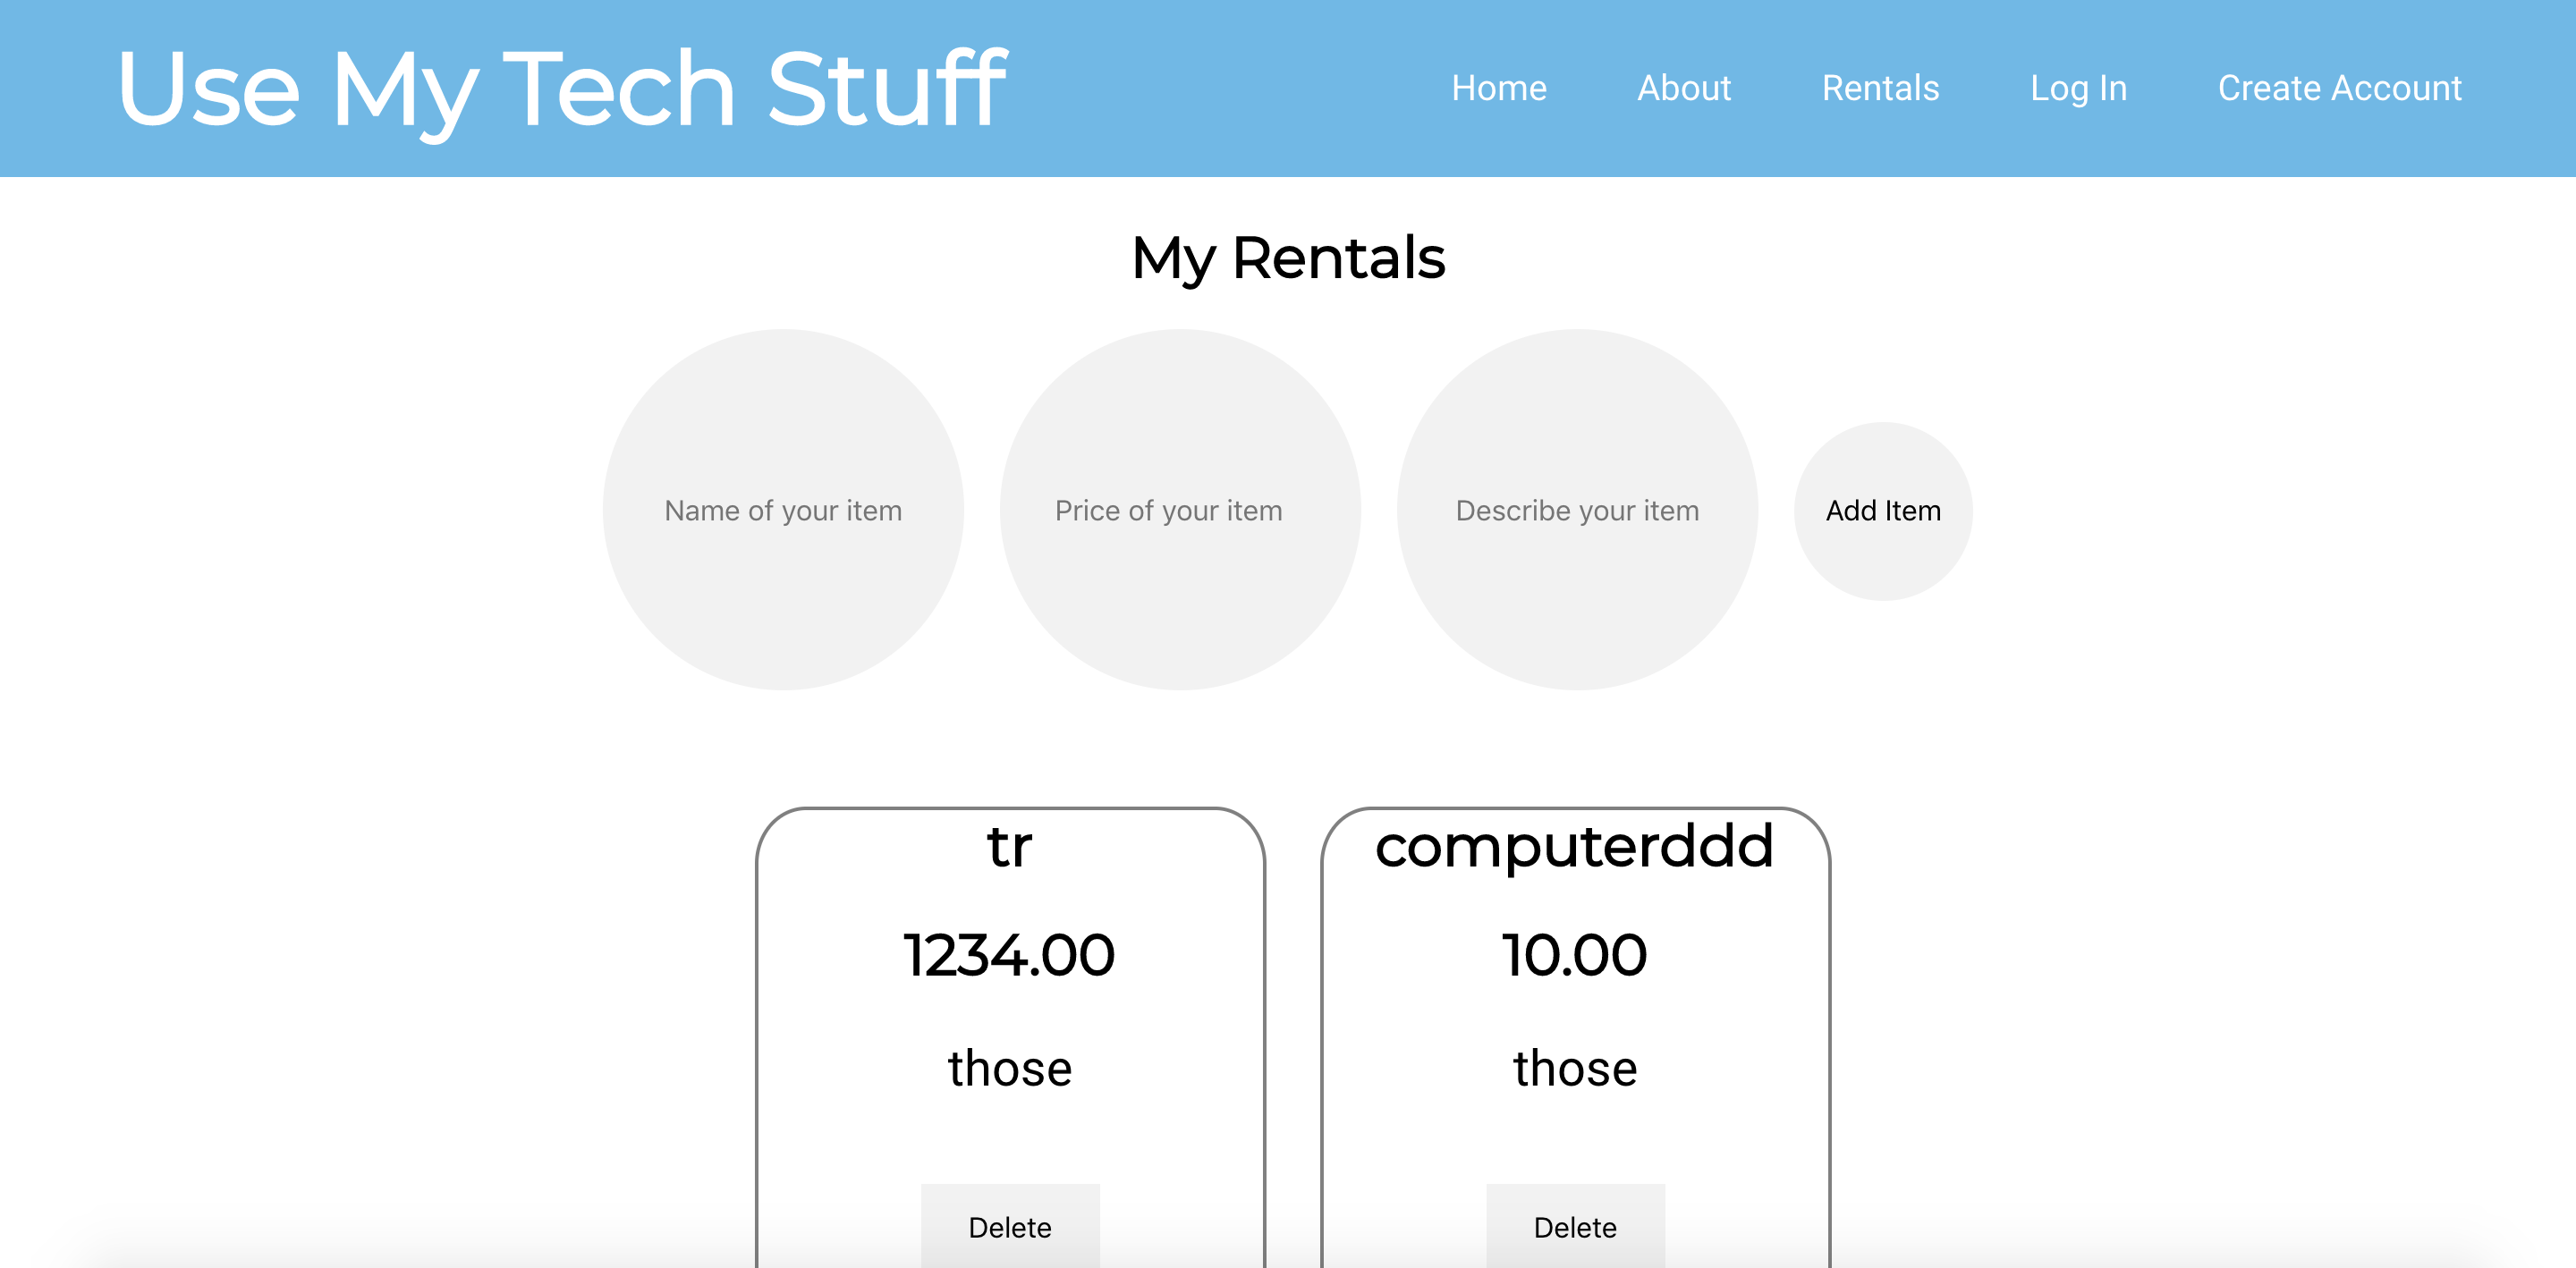 Use My Tech Stuff
Home About Rentals Log In Create Account
My Rentals
Name of your item
Price of your item
Describe your item
Add Item
tr
1234.00
those
Delete
computerddd
10.00
those
Delete